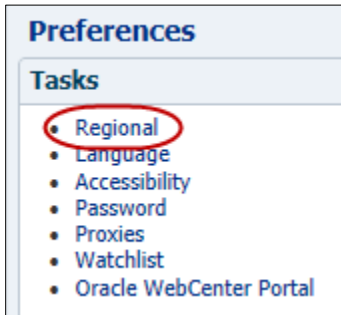 Preferences
Tasks
• Regional
• Language
• Accessibility
• Password
• Proxies
• Watchlist
• Oracle WebCenter Portal